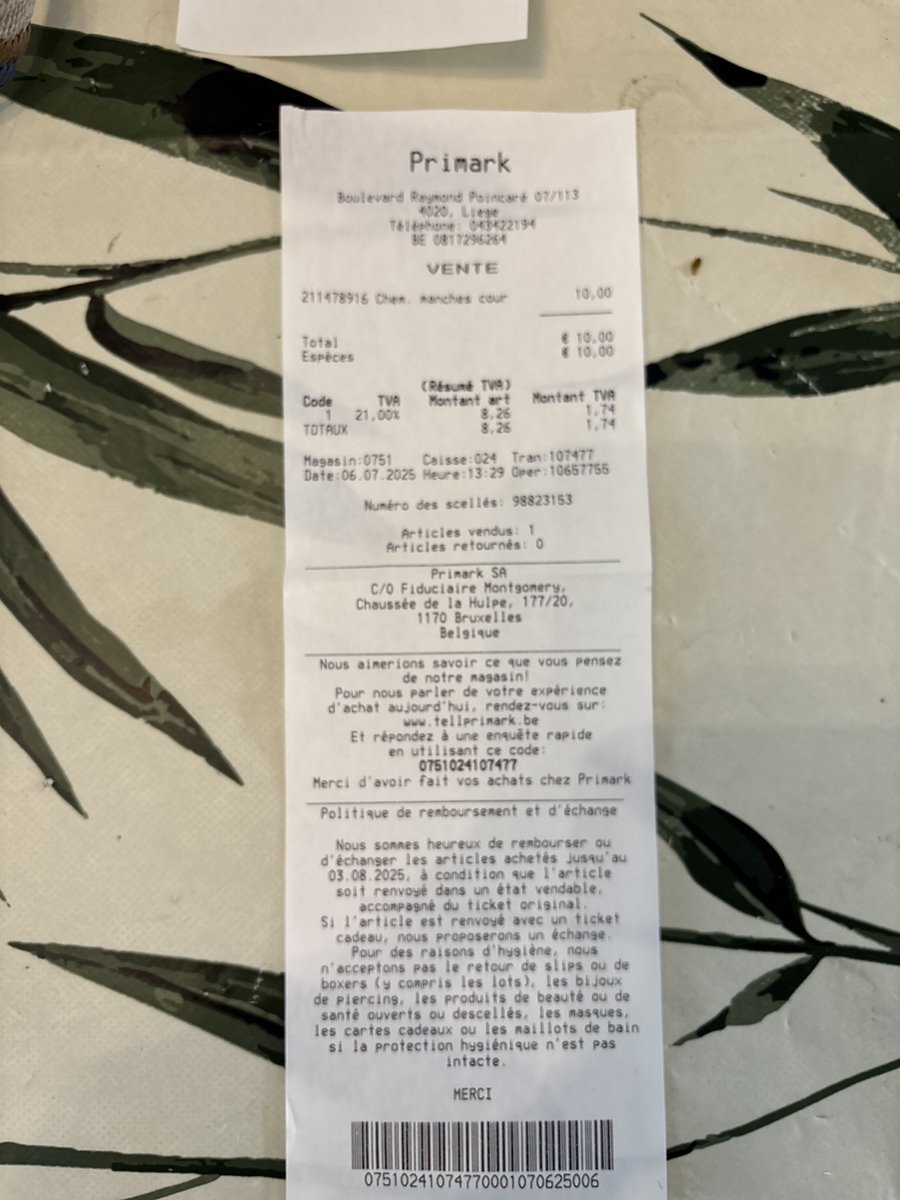 Primark
Boulevard Raymond Poincaré 07/113
4020, Liege
Téléphone: 043422194
BE 0817296264
VENTE
211478916 Chem. manches cour 10,00
Total € 10,00
Espèces € 10,00
(Résumé TVA)
Code TVA Montant art Montant TVA
1 21,00% 8,26 1,74
TOTAUX 8,26 1,74
Magasin:0751 Caisse:024 Tran:107477
Date:06.07.2025 Heure:13:29 Oper:10657755
Numéro des scellés: 98823153
Articles vendus: 1
Articles retournés: 0
Primark SA
C/O Fiduciaire Montgomery,
Chaussée de la Hulpe, 177/20,
1170 Bruxelles
Belgique
Nous aimerions savoir ce que vous pensez
de notre magasin!
Pour nous parler de votre expérience
d'achat aujourd'hui, rendez-vous sur:
www.tellprimark.be
Et répondez à une enquête rapide
en utilisant ce code:
0751024107477
Merci d'avoir fait vos achats chez Primark
Politique de remboursement et d'échange
Nous sommes heureux de rembourser ou
d'échanger les articles achetés jusqu'au
03.08.2025, à condition que l'article
soit renvoyé dans un état vendable,
accompagné du ticket original.
Si l'article est renvoyé avec un ticket
cadeau, nous proposerons un échange.
Pour des raisons d'hygiène, nous
n'acceptons pas le retour de slips ou de
boxers (y compris les lots), les bijoux
de piercing, les produits de beauté ou de
santé ouverts ou descellés, les masques,
les cartes cadeaux ou les maillots de bain
si la protection hygiénique n'est pas
intacte.
MERCI
07510241074770001070625006